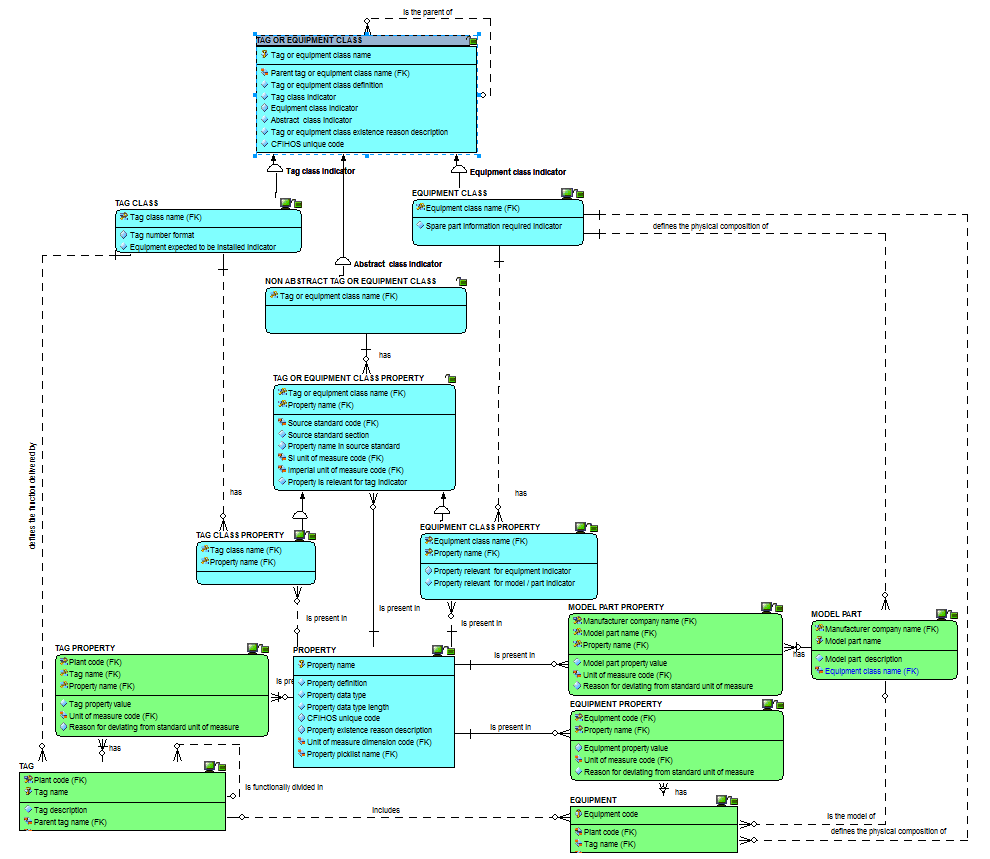 is the parent of
TAG OR EQUIPMENT CLASS
Tag or equipment class name
Parent tag or equipment class name (FK)
Tag or equipment class definition
Tag class indicator
Equipment class indicator
Abstract class indicator
Tag or equipment class existence reason description
CFIHOS unique code
Tag class indicator
Equipment class indicator
TAG CLASS
Tag class name (FK)
Tag number format
Equipment expected to be installed indicator
EQUIPMENT CLASS
Equipment class name (FK)
Spare part information required indicator
defines the physical composition of
Abstract class indicator
NON ABSTRACT TAG OR EQUIPMENT CLASS
Tag or equipment class name (FK)
has
TAG OR EQUIPMENT CLASS PROPERTY
Tag or equipment class name (FK)
Property name (FK)
Source standard code (FK)
Source standard section
Property name in source standard
SI unit of measure code (FK)
Imperial unit of measure code (FK)
Property is relevant for tag indicator
defines the function delivered by
has
has
TAG CLASS PROPERTY
Tag class name (FK)
Property name (FK)
EQUIPMENT CLASS PROPERTY
Equipment class name (FK)
Property name (FK)
Property relevant for equipment indicator
Property relevant for model / part indicator
is present in
is present in
is present in
MODEL PART PROPERTY
Manufacturer company name (FK)
Model part name (FK)
Property name (FK)
Model part property value
Unit of measure code (FK)
Reason for deviating from standard unit of measure
MODEL PART
Manufacturer company name (FK)
Model part name
Model part description
Equipment class name (FK)
has
TAG PROPERTY
Plant code (FK)
Tag name (FK)
Property name (FK)
Tag property value
Unit of measure code (FK)
Reason for deviating from standard unit of measure
is pre
PROPERTY
Property name
Property definition
Property data type
Property data type length
CFIHOS unique code
Property existence reason description
Unit of measure dimension code (FK)
Property picklist name (FK)
is present in
is present in
EQUIPMENT PROPERTY
Equipment code (FK)
Property name (FK)
Equipment property value
Unit of measure code (FK)
Reason for deviating from standard unit of measure
has
has
TAG
Plant code (FK)
Tag name
Tag description
Parent tag name (FK)
is functionally divided in
includes
EQUIPMENT
Equipment code
Plant code (FK)
Tag name (FK)
is the model of
defines the physical composition of